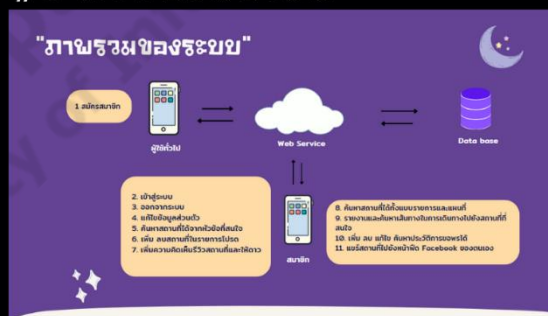 "ภาพรวมของระบบ"
1 สมัครสมาชิก
ผู้ใช้ทั่วไป
Web Service
Data base
2. เข้าสู่ระบบ
3. ออกจากระบบ
4. แก้ไขข้อมูลส่วนตัว
5. ค้นหาสถานที่ได้จากหัวข้อที่สนใจ
6. เพิ่ม ลบสถานที่ในรายการโปรด
7. เพิ่มความคิดเห็นรีวิวสถานที่และให้ดาว
สมาชิก
8. ค้นหาสถานที่ได้ทั้งแบบรายการและแผนที่
9. รายงานและค้นหาเส้นทางในการเดินทางไปยังสถานที่ที่
สนใจ
10. เพิ่ม ลบ แก้ไข ค้นหาประวัติการขอพรได้
11. แชร์สถานที่ไปยังหน้าฟีด Facebook ของตนเอง